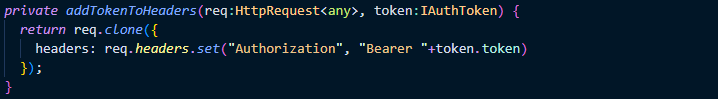 private addTokenToHeaders(req:HttpRequest<any>, token:IAuthToken) {
  return req.clone({
    headers: req.headers.set("Authorization", "Bearer "+token.token)
  });
}